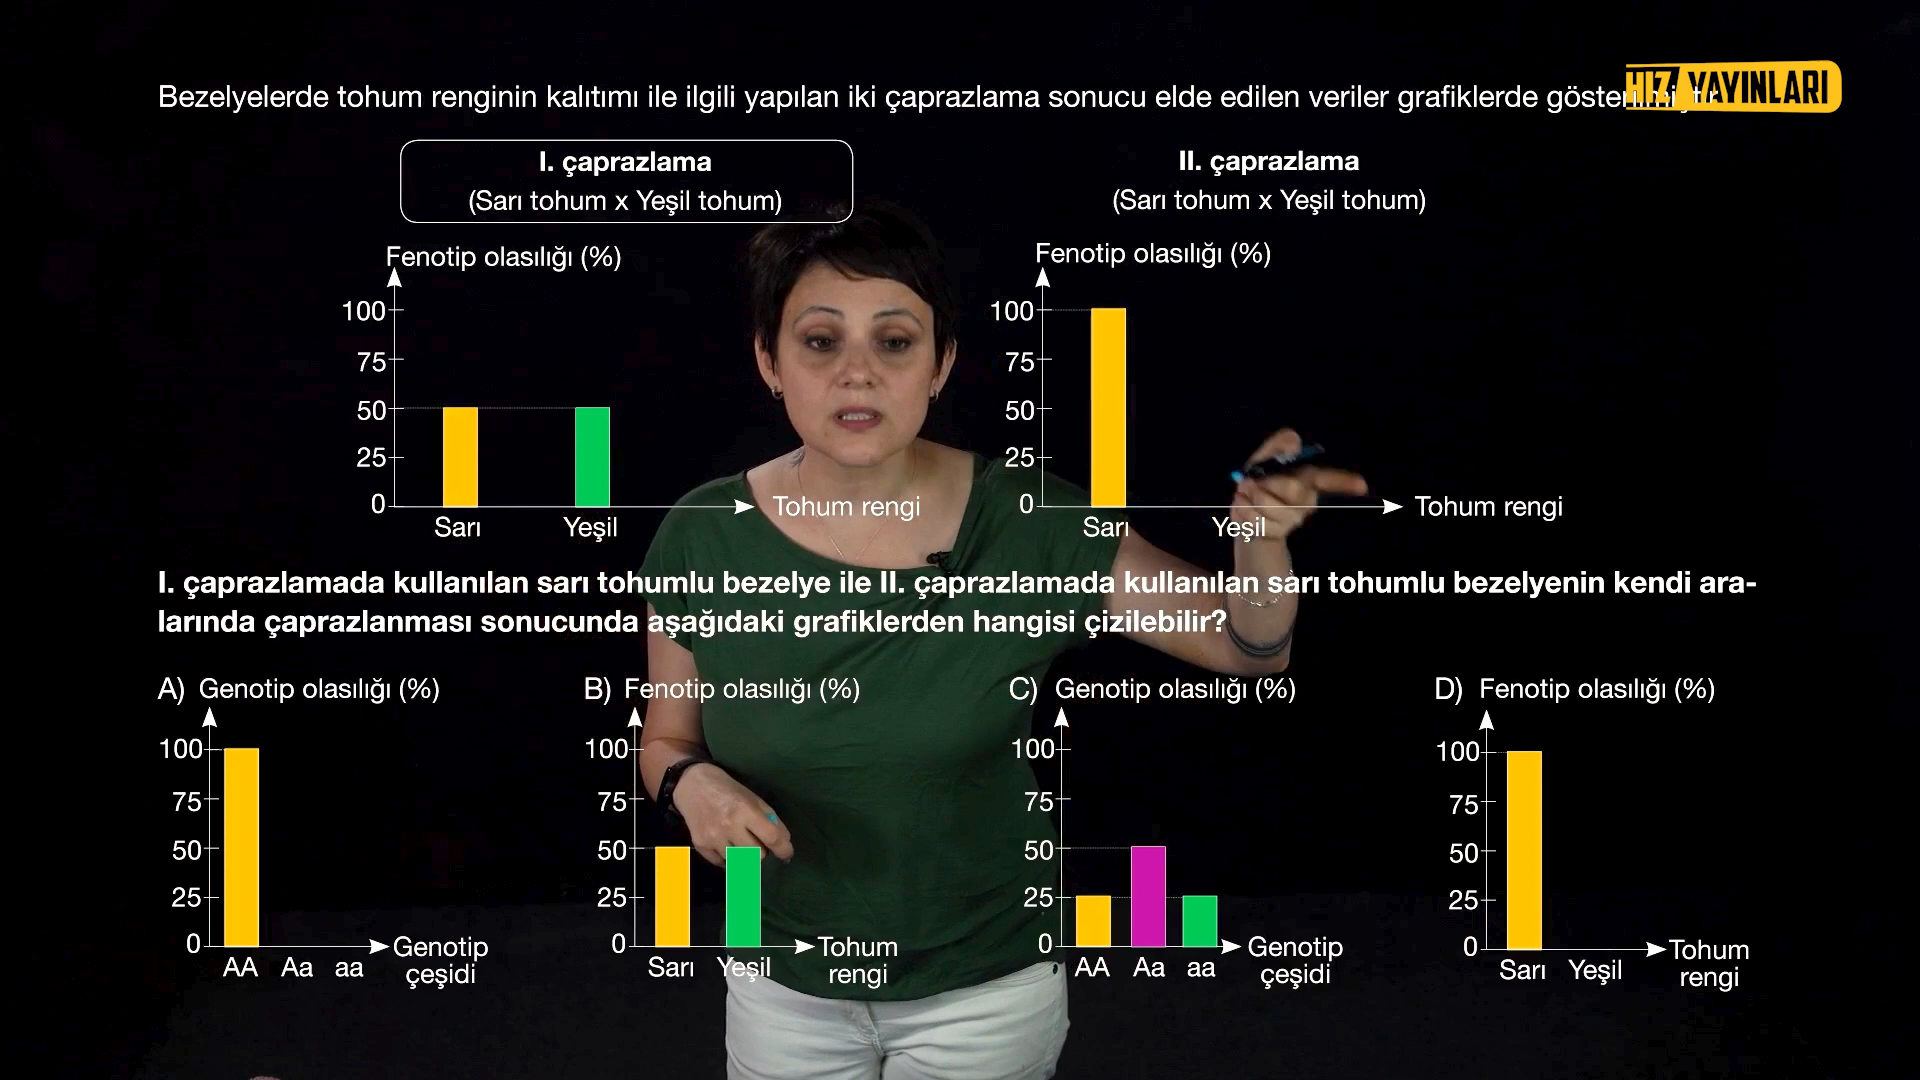 Bezelyelerde tohum renginin kalıtımı ile ilgili yapılan iki çaprazlama sonucu elde edilen veriler grafiklerde gösterilmiştir.
HIZ YAYINLARI
I. çaprazlama
(Sarı tohum x Yeşil tohum)
Fenotip olasılığı (%)
100
75
50
25
0
Sarı Yeşil
Tohum rengi
II. çaprazlama
(Sarı tohum x Yeşil tohum)
Fenotip olasılığı (%)
100
75
50
25
0
Sarı Yeşil
Tohum rengi
I. çaprazlamada kullanılan sarı tohumlu bezelye ile II. çaprazlamada kullanılan sarı tohumlu bezelyenin kendi ara-
larında çaprazlanması sonucunda aşağıdaki grafiklerden hangisi çizilebilir?
A) Genotip olasılığı (%)
100
75
50
25
0
AA Aa aa
Genotip
çeşidi
B) Fenotip olasılığı (%)
100
75
50
25
0
Sarı Yeşil
Tohum
rengi
C) Genotip olasılığı (%)
100
75
50
25
0
AA Aa aa
Genotip
çeşidi
D) Fenotip olasılığı (%)
100
75
50
25
0
Sarı Yeşil
Tohum
rengi